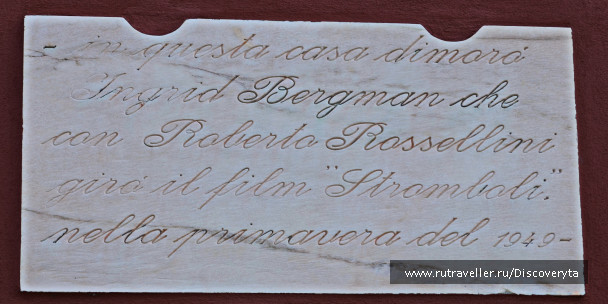 - in questa casa dimorò
Ingrid Bergman che
con Roberto Rossellini
girò il film "Stromboli".
nella primavera del 1949-
www.rutraveller.ru/Discoveryta